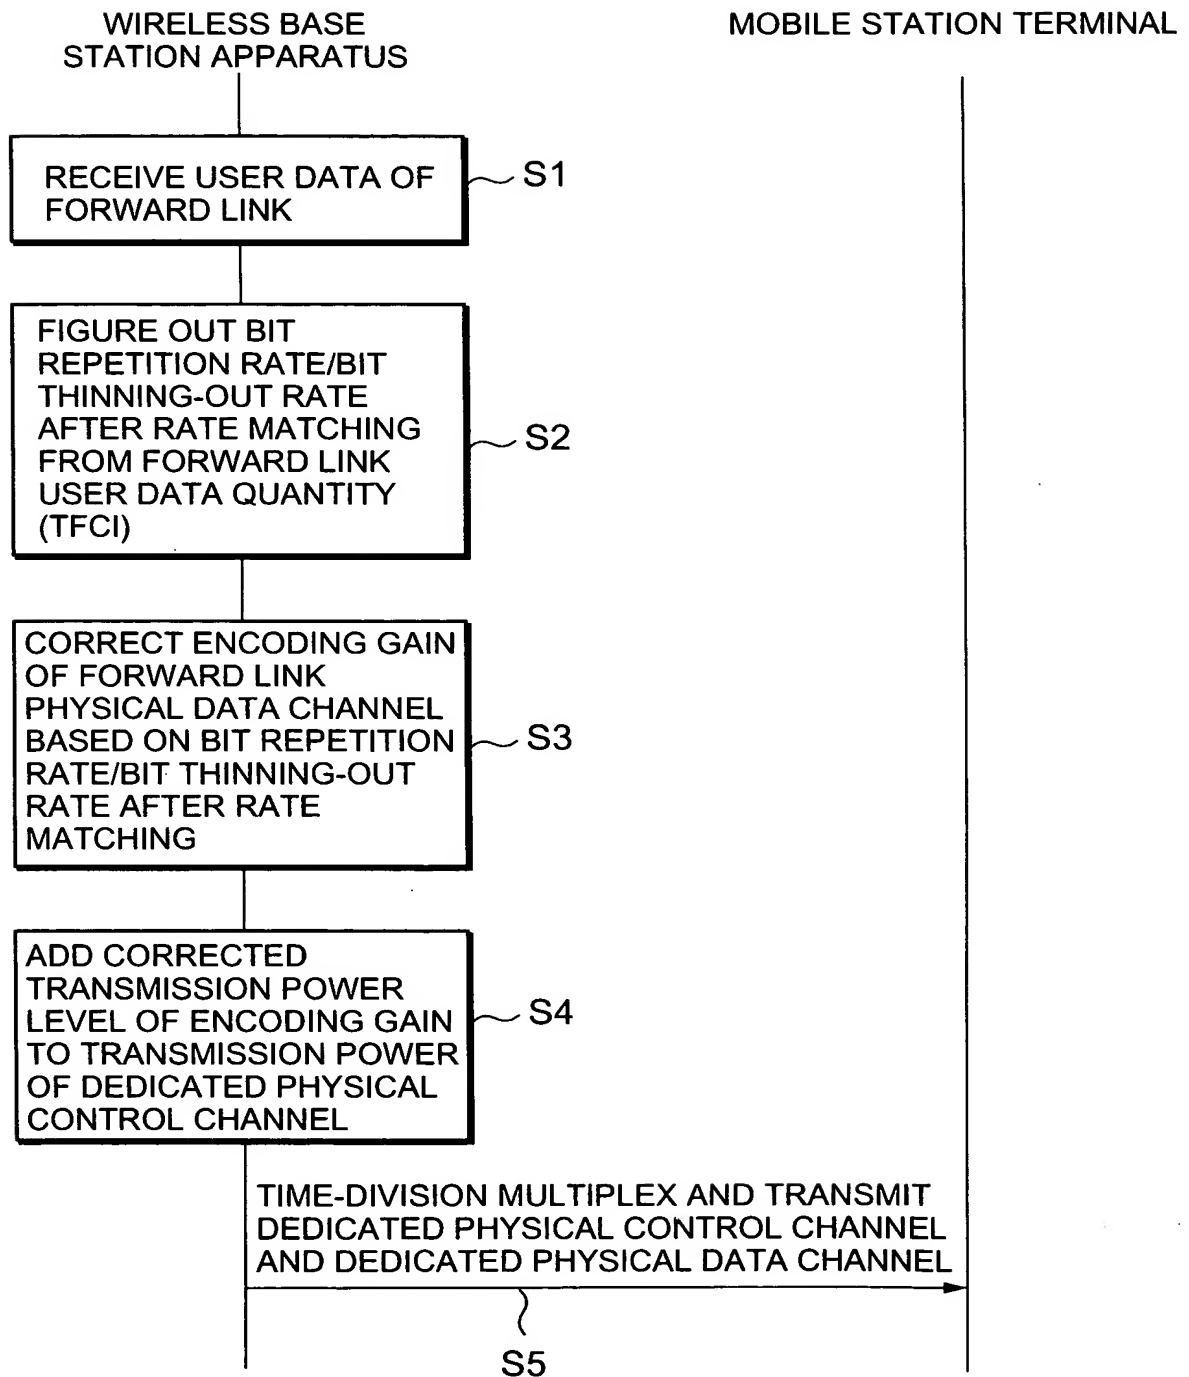 WIRELESS BASE
STATION APPARATUS
MOBILE STATION TERMINAL
RECEIVE USER DATA OF
FORWARD LINK
S1
FIGURE OUT BIT
REPETITION RATE/BIT
THINNING-OUT RATE
AFTER RATE MATCHING
FROM FORWARD LINK
USER DATA QUANTITY
(TFCI)
S2
CORRECT ENCODING GAIN
OF FORWARD LINK
PHYSICAL DATA CHANNEL
BASED ON BIT REPETITION
RATE/BIT THINNING-OUT
RATE AFTER RATE
MATCHING
S3
ADD CORRECTED
TRANSMISSION POWER
LEVEL OF ENCODING GAIN
TO TRANSMISSION POWER
OF DEDICATED PHYSICAL
CONTROL CHANNEL
S4
TIME-DIVISION MULTIPLEX AND TRANSMIT
DEDICATED PHYSICAL CONTROL CHANNEL
AND DEDICATED PHYSICAL DATA CHANNEL
S5